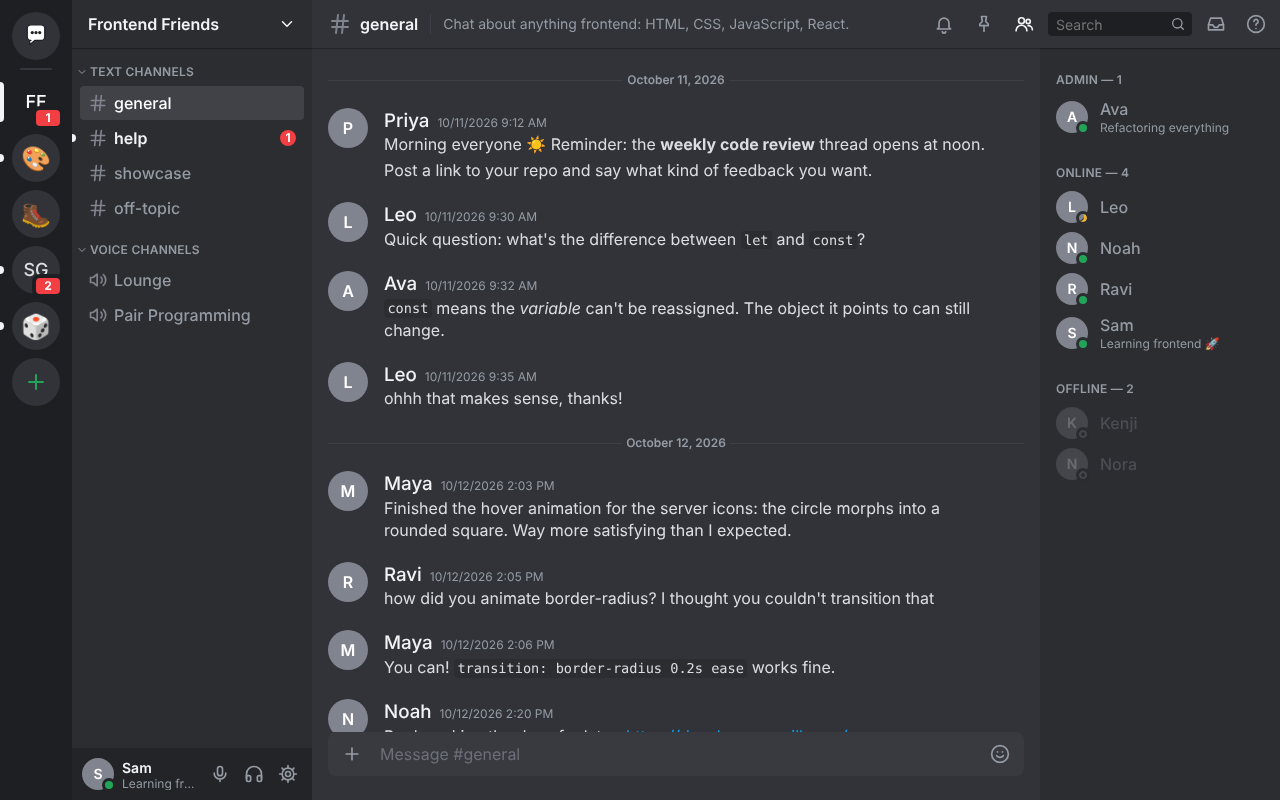 FF
1
SG
2
Frontend Friends
TEXT CHANNELS
general
help
1
showcase
off-topic
VOICE CHANNELS
Lounge
Pair Programming
S
Sam
Learning fr...
# general
Chat about anything frontend: HTML, CSS, JavaScript, React.
Search
October 11, 2026
P
Priya 10/11/2026 9:12 AM
Morning everyone ☀️ Reminder: the weekly code review thread opens at noon.
Post a link to your repo and say what kind of feedback you want.
L
Leo 10/11/2026 9:30 AM
Quick question: what's the difference between let and const?
A
Ava 10/11/2026 9:32 AM
const means the variable can't be reassigned. The object it points to can still
change.
L
Leo 10/11/2026 9:35 AM
ohhh that makes sense, thanks!
October 12, 2026
M
Maya 10/12/2026 2:03 PM
Finished the hover animation for the server icons: the circle morphs into a
rounded square. Way more satisfying than I expected.
R
Ravi 10/12/2026 2:05 PM
how did you animate border-radius? I thought you couldn't transition that
M
Maya 10/12/2026 2:06 PM
You can! transition: border-radius 0.2s ease works fine.
N
Noah 10/12/2026 2:20 PM
Message #general
ADMIN — 1
A
Ava
Refactoring everything
ONLINE — 4
L
Leo
N
Noah
R
Ravi
S
Sam
Learning frontend 🚀
OFFLINE — 2
K
Kenji
N
Nora